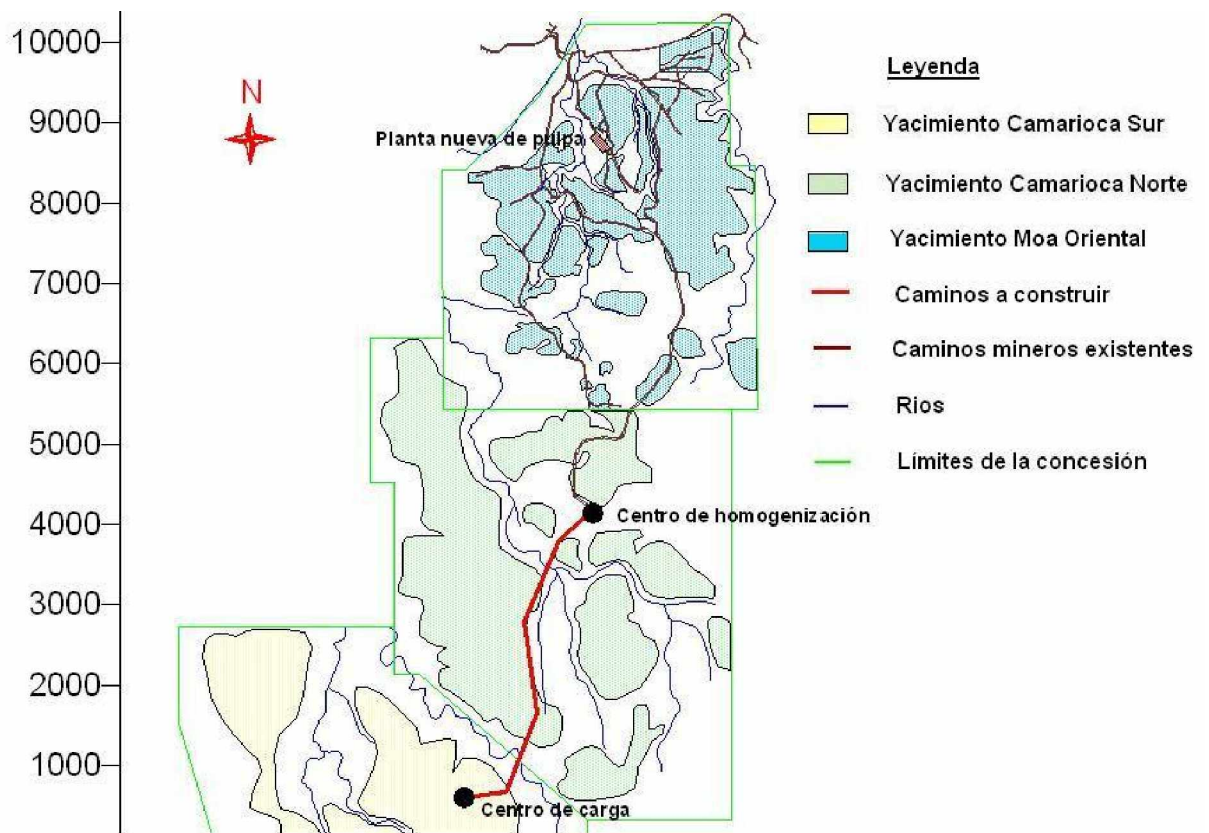 10000
9000
8000
7000
6000
5000
4000
3000
2000
1000
N
Planta nueva de pulpa
Centro de homogenización
Centro de carga
Leyenda
Yacimiento Camarioca Sur
Yacimiento Camarioca Norte
Yacimiento Moa Oriental
Caminos a construir
Caminos mineros existentes
Rios
Límites de la concesión